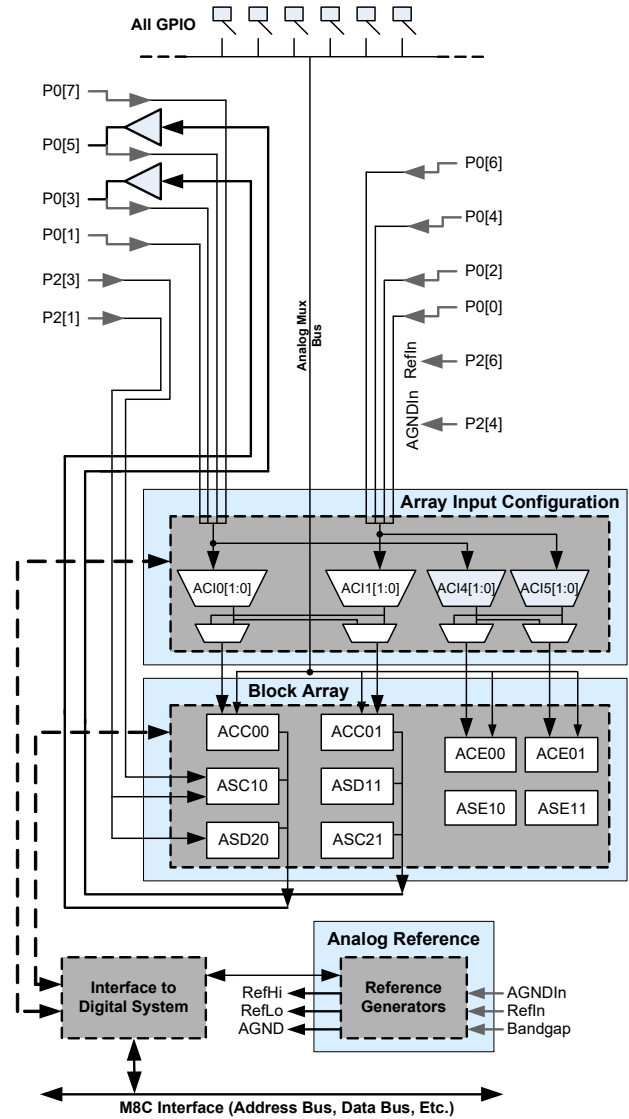 All GPIO
P0[7]
P0[5]
P0[3]
P0[1]
P2[3]
P2[1]
P0[6]
P0[4]
P0[2]
P0[0]
P2[6]
P2[4]
Analog Mux
Bus
RefIn
AGNDIn
Array Input Configuration
ACI0[1:0]
ACI1[1:0]
ACI4[1:0]
ACI5[1:0]
Block Array
ACC00
ACC01
ACE00
ACE01
ASC10
ASD11
ASE10
ASE11
ASD20
ASC21
Analog Reference
Interface to
Digital System
RefHi
RefLo
AGND
Reference
Generators
AGNDIn
RefIn
Bandgap
M8C Interface (Address Bus, Data Bus, Etc.)